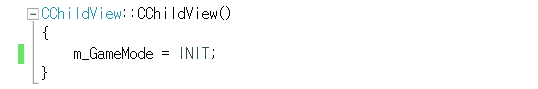 CChildView::CChildView()
{
m_GameMode = INIT;
}